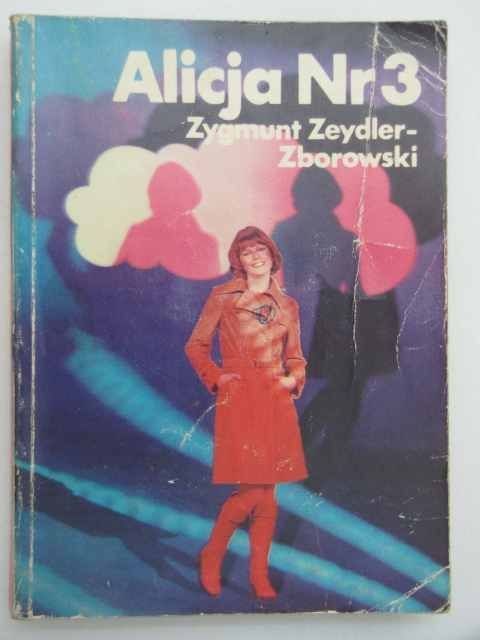 Alicja Nr 3
Zygmunt Zeydler-
Zborowski